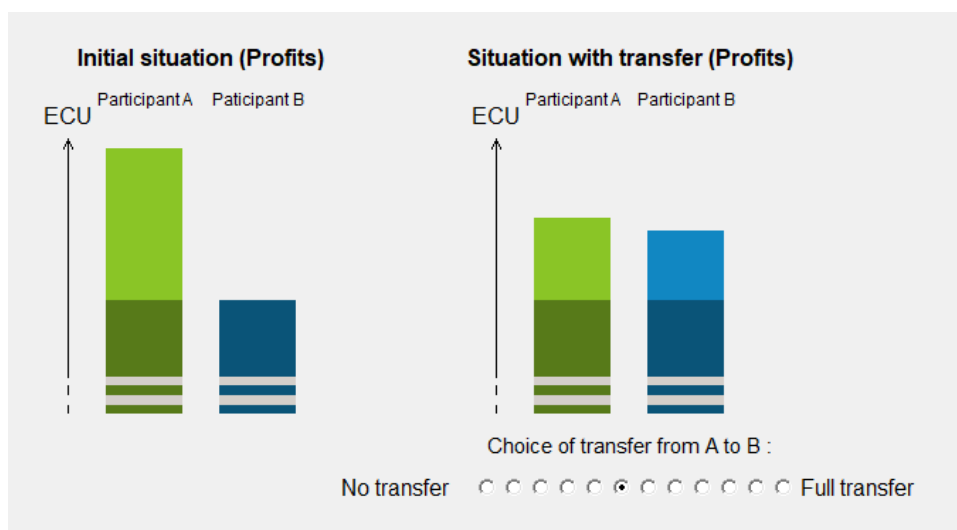 Initial situation (Profits)
Situation with transfer (Profits)
Participant A Paticipant B
Participant A Participant B
ECU
ECU
Choice of transfer from A to B :
No transfer
Full transfer